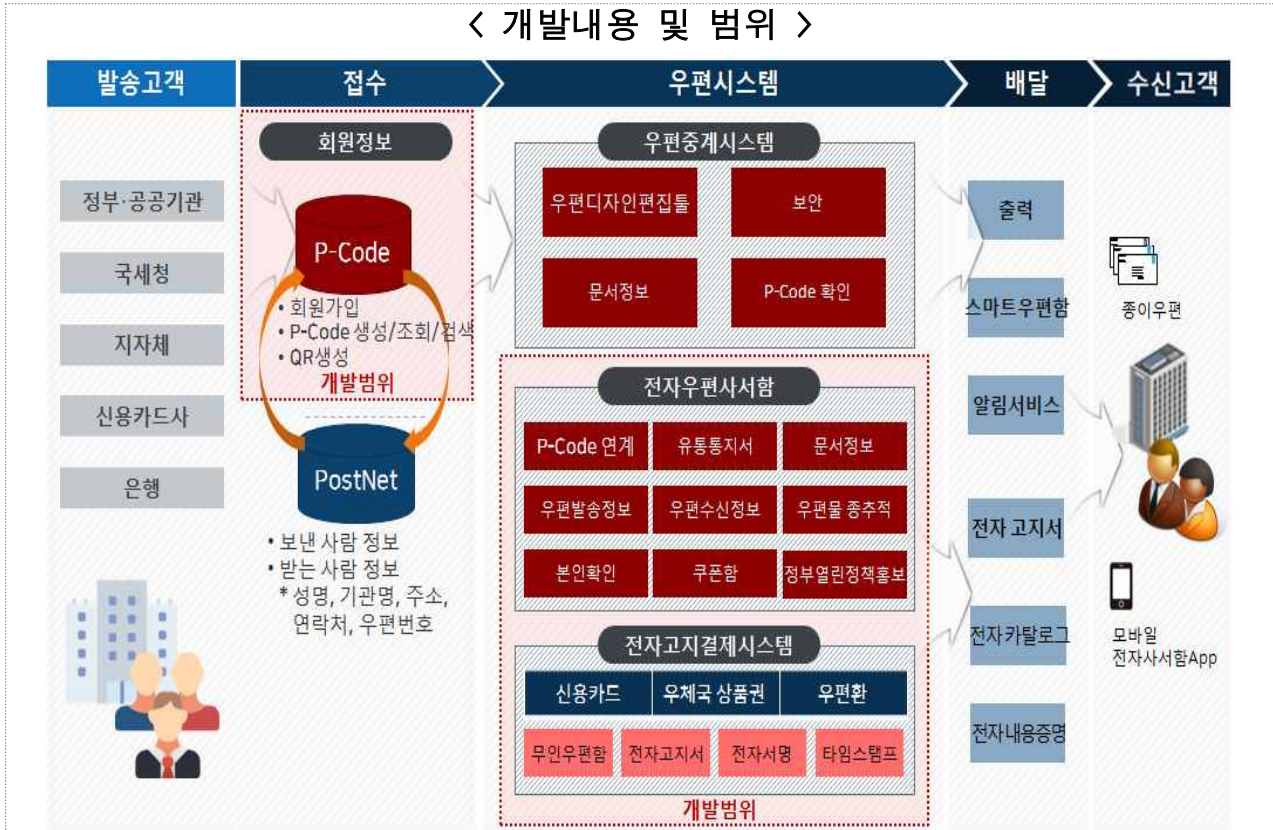 < 개발내용 및 범위 >
발송고객
접수
우편시스템
배달
수신고객
정부·공공기관
국세청
지자체
신용카드사
은행
회원정보
P-Code
• 회원가입
• P-Code 생성/조회/검색
• QR생성
개발범위
PostNet
• 보낸 사람 정보
• 받는 사람 정보
* 성명, 기관명, 주소,
연락처, 우편번호
우편중계시스템
우편디자인편집툴
보안
문서정보
P-Code 확인
전자우편사서함
P-Code 연계
유통통지서
문서정보
우편발송정보
우편수신정보
우편물 종추적
본인확인
쿠폰함
정부열린정책홍보
전자고지결제시스템
신용카드
우체국 상품권
우편환
무인우편함
전자고지서
전자서명
타임스탬프
개발범위
출력
스마트우편함
알림서비스
전자 고지서
전자카탈로그
전자내용증명
종이우편
모바일
전자사서함App